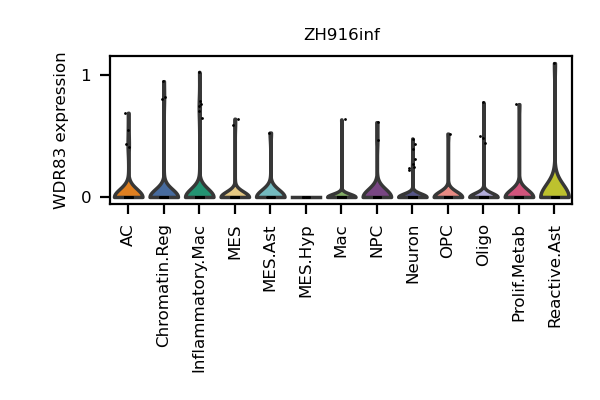 ZH916inf
WDR83 expression
1
0
AC
Chromatin.Reg
Inflammatory.Mac
MES
MES.Ast
MES.Hyp
Mac
NPC
Neuron
OPC
Oligo
Prolif.Metab
Reactive.Ast